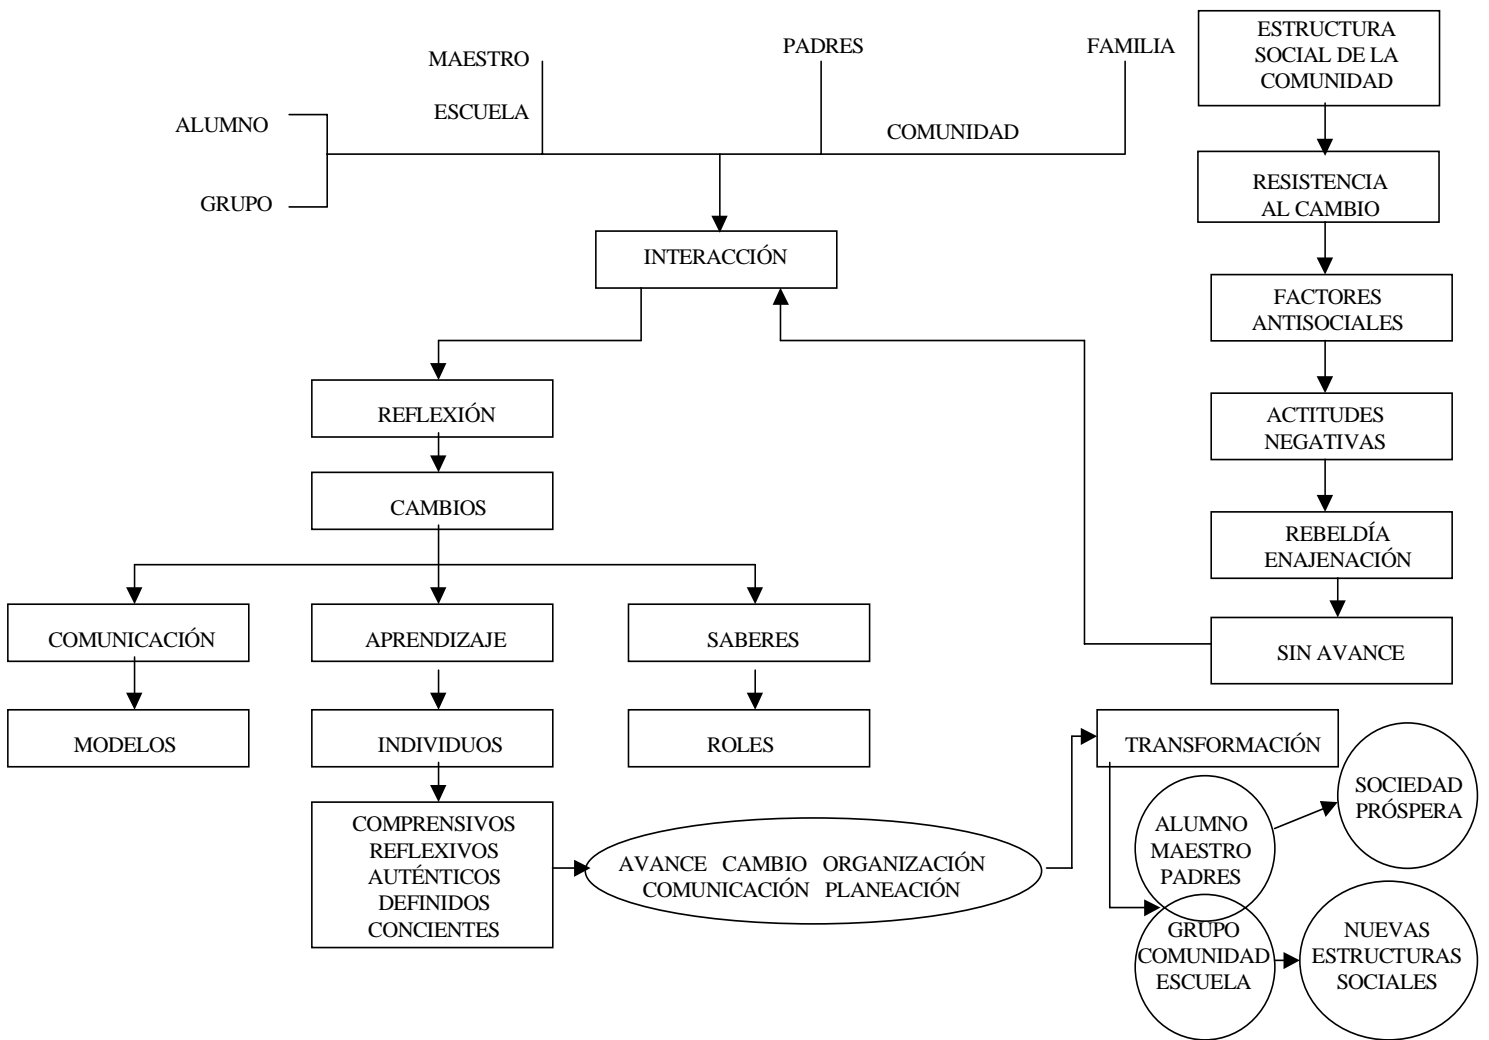 MAESTRO
ESCUELA
PADRES
FAMILIA
COMUNIDAD
ALUMNO
GRUPO
INTERACCIÓN
REFLEXIÓN
CAMBIOS
COMUNICACIÓN
APRENDIZAJE
SABERES
MODELOS
INDIVIDUOS
ROLES
COMPRENSIVOS
REFLEXIVOS
AUTÉNTICOS
DEFINIDOS
CONCIENTES
AVANCE CAMBIO ORGANIZACIÓN
COMUNICACIÓN PLANEACIÓN
ESTRUCTURA
SOCIAL DE LA
COMUNIDAD
RESISTENCIA
AL CAMBIO
FACTORES
ANTISOCIALES
ACTITUDES
NEGATIVAS
REBELDÍA
ENAJENACIÓN
SIN AVANCE
TRANSFORMACIÓN
ALUMNO
MAESTRO
PADRES
SOCIEDAD
PRÓSPERA
GRUPO
COMUNIDAD
ESCUELA
NUEVAS
ESTRUCTURAS
SOCIALES